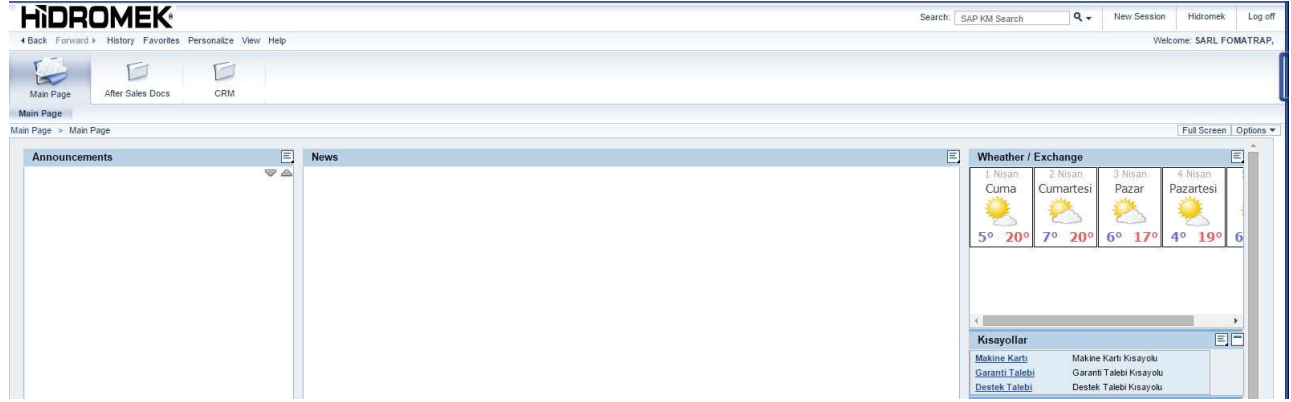 HİDROMEK
Search: SAP KM Search New Session Hidromek Log off
Back Forward History Favorites Personalize View Help
Welcome: SARL FOMATRAP,
Main Page After Sales Docs CRM
Main Page
Main Page > Main Page
Full Screen Options
Announcements
News
Wheather / Exchange
1 Nisan 2 Nisan 3 Nisan 4 Nisan
Cuma Cumartesi Pazar Pazartesi
5° 20° 7° 20° 6° 17° 4° 19° 6
Kısayollar
Makine Kartı Makine Kartı Kısayolu
Garanti Talebi Garanti Talebi Kısayolu
Destek Talebi Destek Talebi Kısayolu